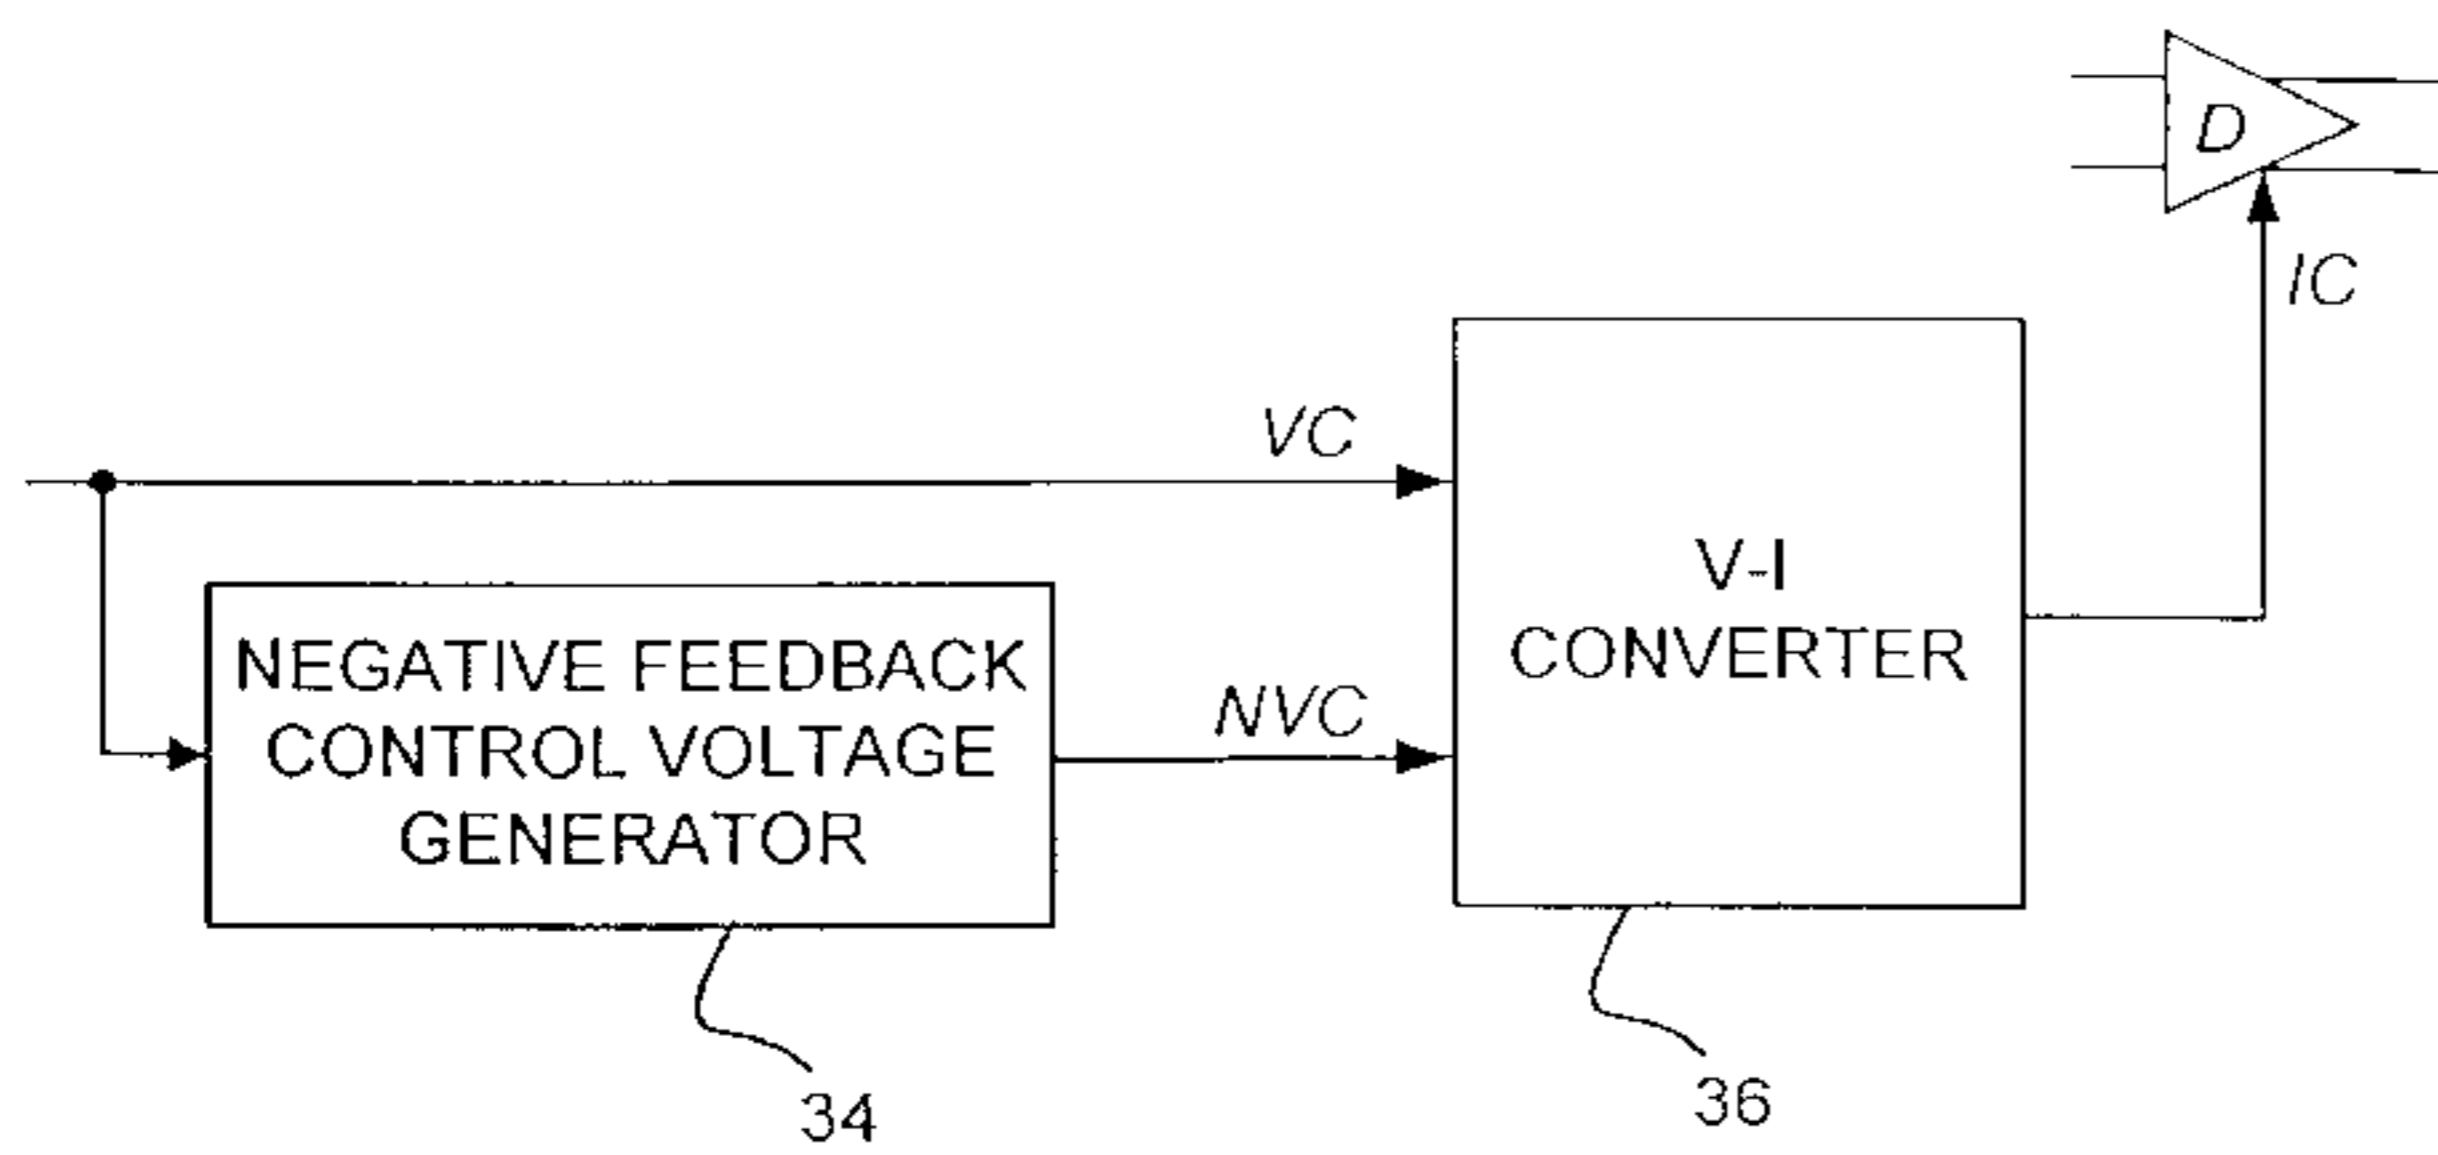 D
IC
VC
V-I
CONVERTER
NEGATIVE FEEDBACK
CONTROL VOLTAGE
GENERATOR
NVC
34
36